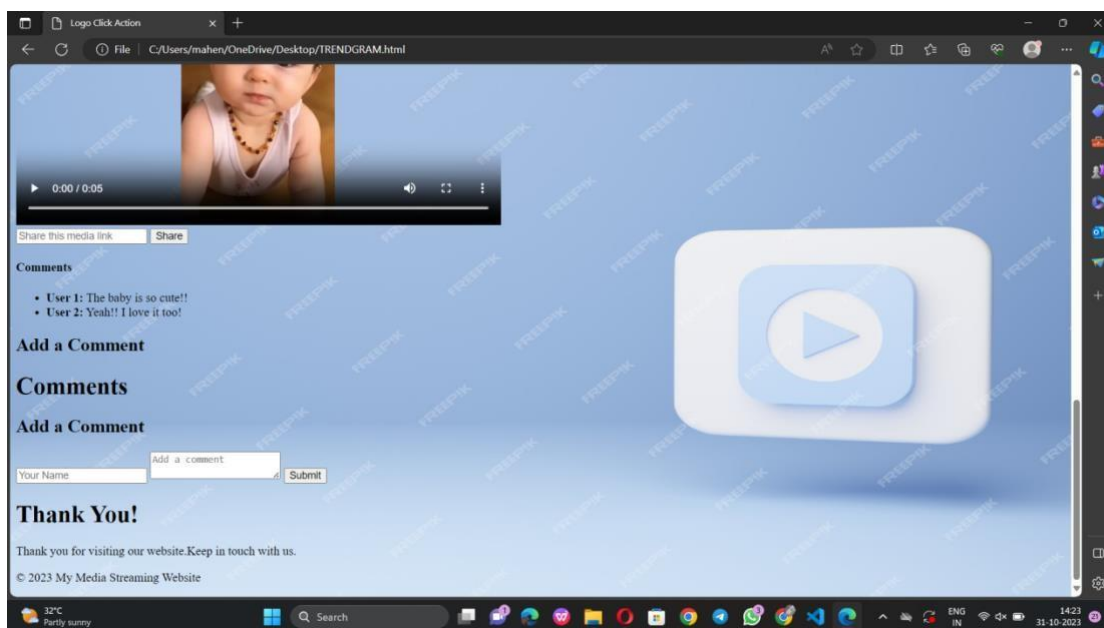 Logo Click Action
File
C:/Users/mahen/OneDrive/Desktop/TRENDGRAM.html
0:00 / 0:05
Share this media link Share
Comments
• User 1: The baby is so cute!!
• User 2: Yeah!! I love it too!
Add a Comment
Comments
Add a Comment
Your Name Add a comment Submit
Thank You!
Thank you for visiting our website.Keep in touch with us.
© 2023 My Media Streaming Website
FREEPIK
32°C
Partly sunny
Search
ENG
IN
14:23
31-10-2023